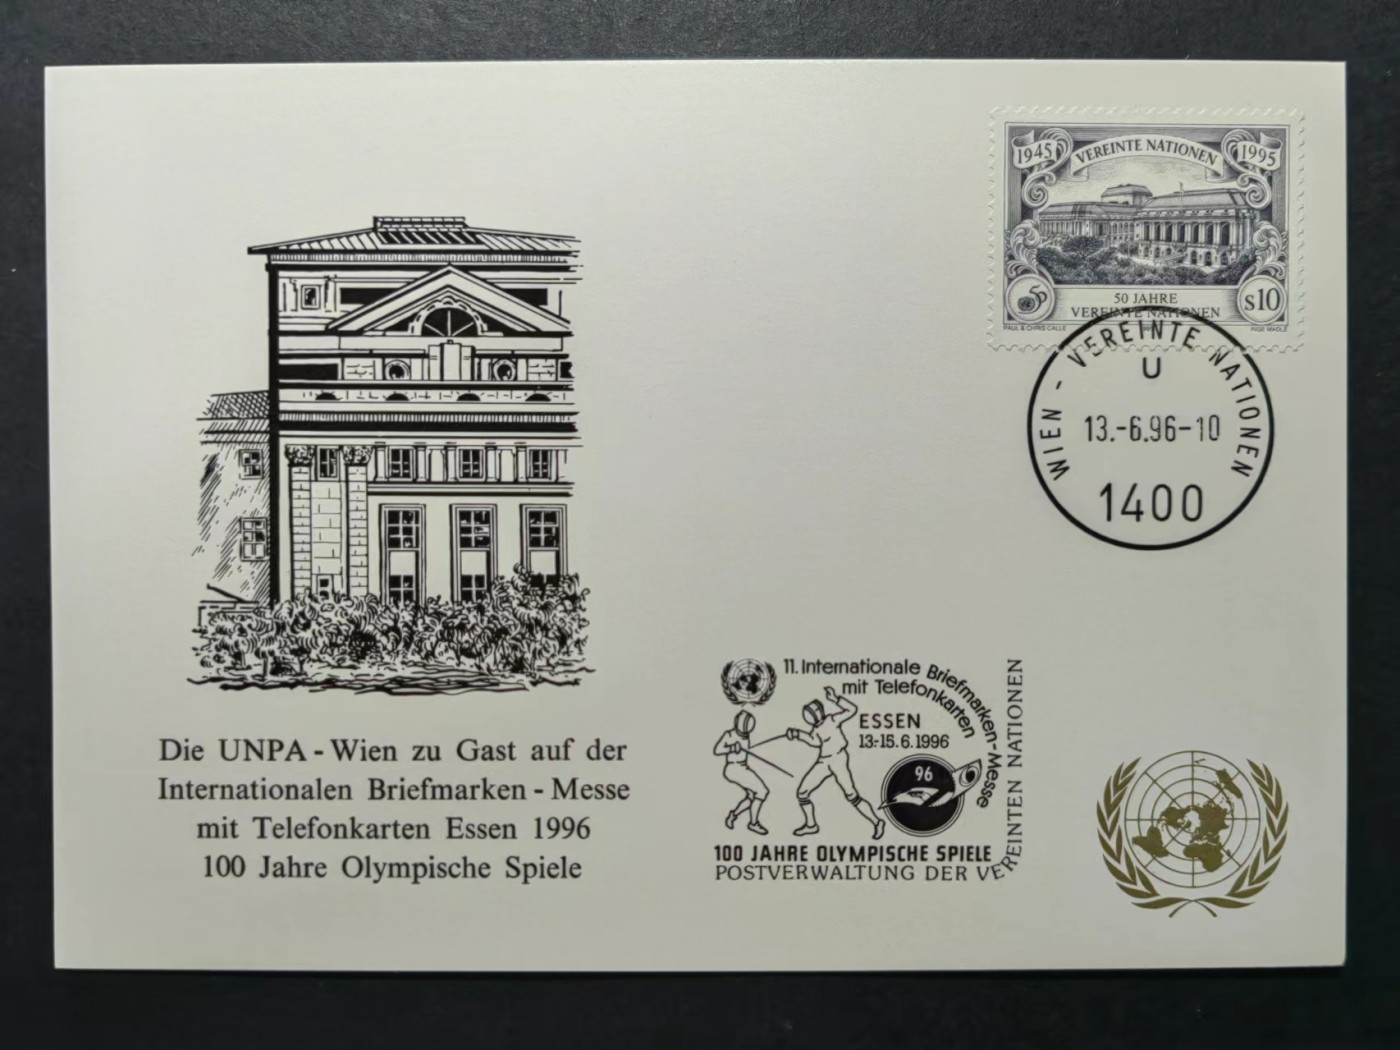 1945 VEREINTE NATIONEN 1995
50
50 JAHRE
VEREINTE NATIONEN
s10
PAUL & CHRIS CALLE
INGE MADLÉ
WIEN - VEREINTE NATIONEN
U
13.-6.96-10
1400
Die UNPA - Wien zu Gast auf der
Internationalen Briefmarken - Messe
mit Telefonkarten Essen 1996
100 Jahre Olympische Spiele
11. Internationale Briefmarken-Messe
mit Telefonkarten
ESSEN
13.-15.6.1996
96
100 JAHRE OLYMPISCHE SPIELE
POSTVERWALTUNG DER VEREINTEN NATIONEN